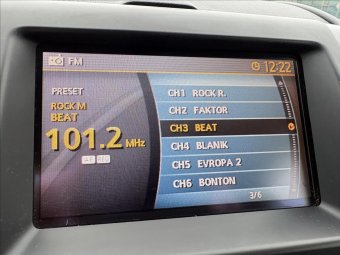 FM
12:22
PRESET
ROCK M
BEAT
101.2 MHz
AF REG
CH1 ROCK R.
CH2 FAKTOR
CH3 BEAT
CH4 BLANIK
CH5 EVROPA 2
CH6 BONTON
3/6